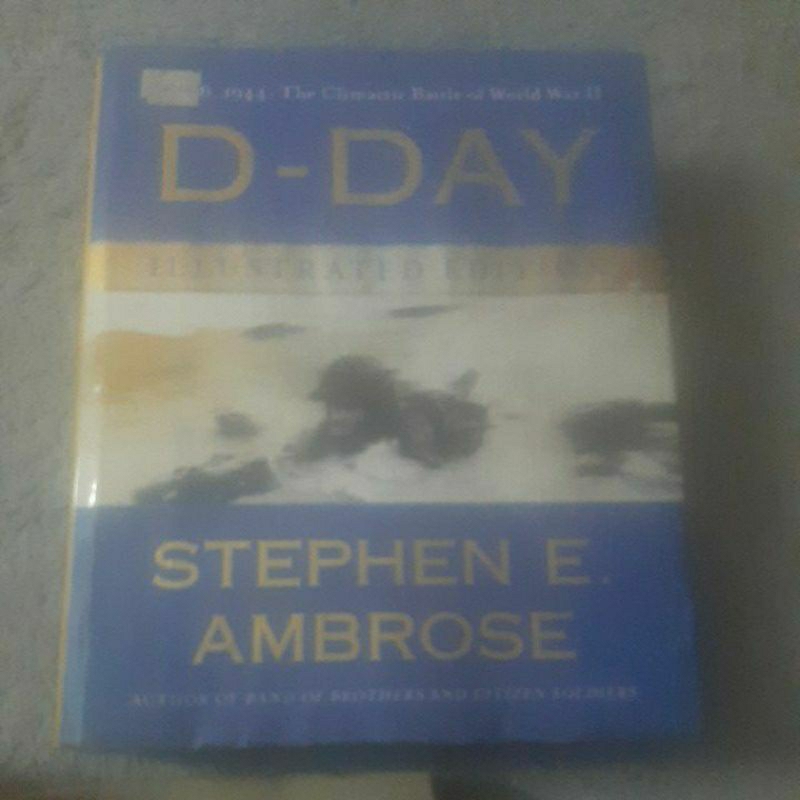 6, 1944: The Climactic Battle of World War II
D-DAY
ILLUSTRATED EDITION
STEPHEN E.
AMBROSE
AUTHOR OF BAND OF BROTHERS AND CITIZEN SOLDIERS